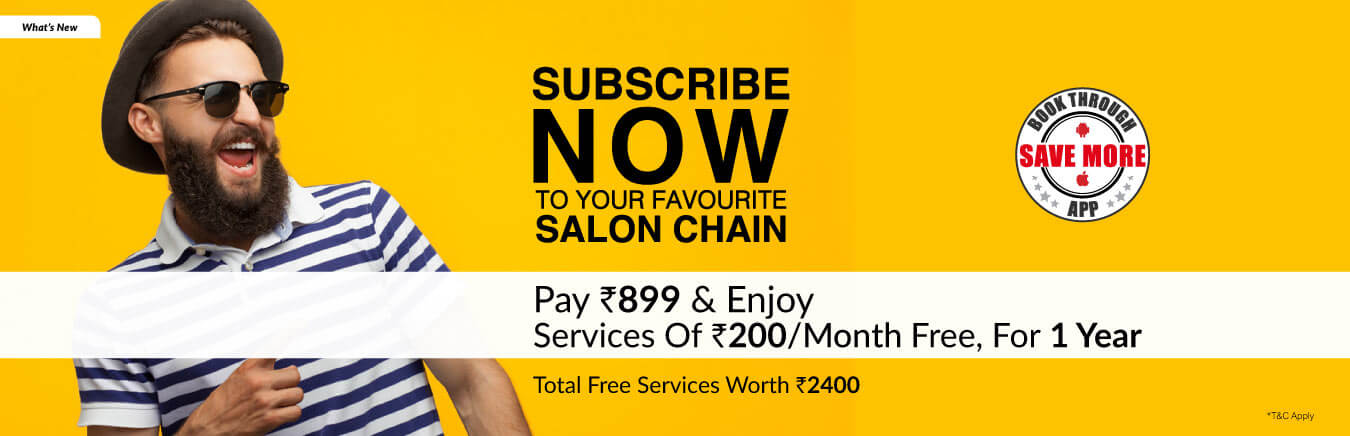 What's New
SUBSCRIBE
NOW
TO YOUR FAVOURITE
SALON CHAIN
BOOK THROUGH
SAVE MORE
APP
Pay ₹899 & Enjoy
Services Of ₹200/Month Free, For 1 Year
Total Free Services Worth ₹2400
*T&C Apply